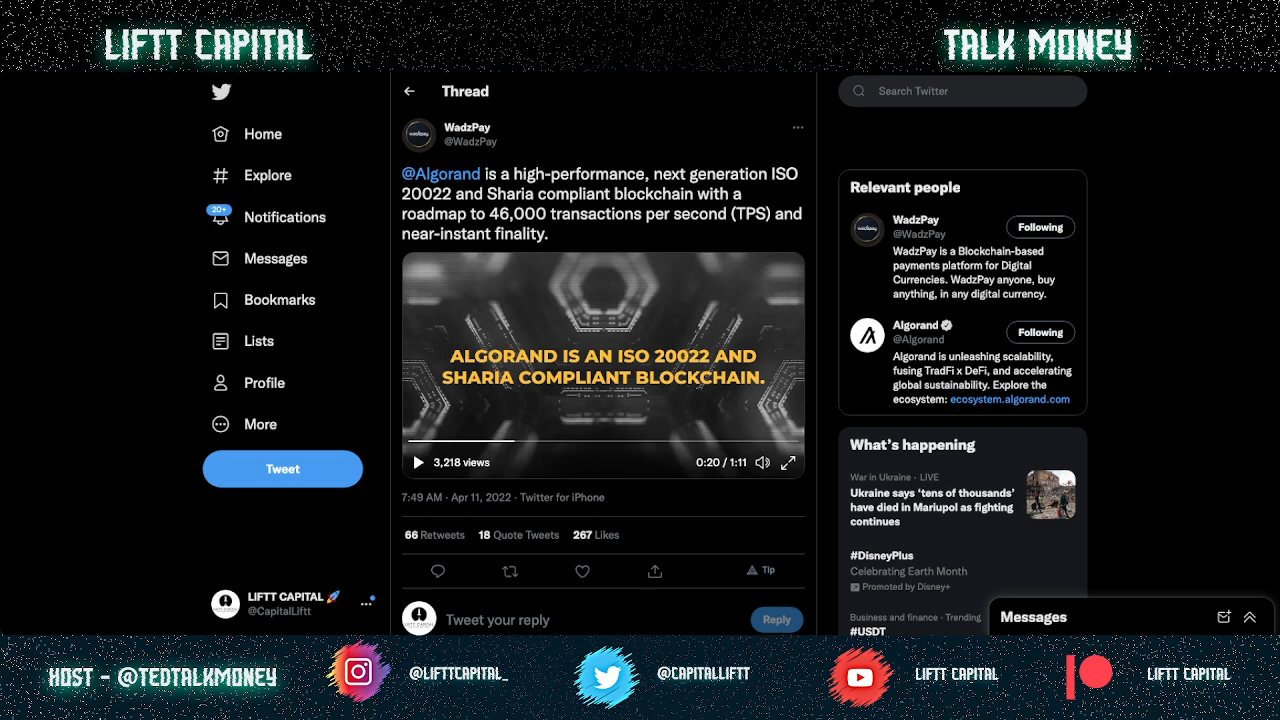 LIFTT CAPITAL
TALK MONEY
Home
Explore
20+
Notifications
Messages
Bookmarks
Lists
Profile
More
Tweet
LIFTT CAPITAL 🚀
@CapitalLiftt
Thread
WadzPay
@WadzPay
@Algorand is a high-performance, next generation ISO
20022 and Sharia compliant blockchain with a
roadmap to 46,000 transactions per second (TPS) and
near-instant finality.
ALGORAND IS AN ISO 20022 AND
SHARIA COMPLIANT BLOCKCHAIN.
3,218 views
0:20 / 1:11
7:49 AM · Apr 11, 2022 · Twitter for iPhone
66 Retweets 18 Quote Tweets 267 Likes
Tip
Tweet your reply
Reply
Search Twitter
Relevant people
WadzPay
@WadzPay
Following
WadzPay is a Blockchain-based
payments platform for Digital
Currencies. WadzPay anyone, buy
anything, in any digital currency.
Algorand
@Algorand
Following
Algorand is unleashing scalability,
fusing TradFi x DeFi, and accelerating
global sustainability. Explore the
ecosystem: ecosystem.algorand.com
What's happening
War in Ukraine · LIVE
Ukraine says 'tens of thousands'
have died in Mariupol as fighting
continues
#DisneyPlus
Celebrating Earth Month
Promoted by Disney+
Business and finance · Trending
#USDT
Messages
HOST - @TEDTALKMONEY
@LIFTTCAPITAL_
@CAPITALLIFTT
LIFTT CAPITAL
LIFTT CAPITAL